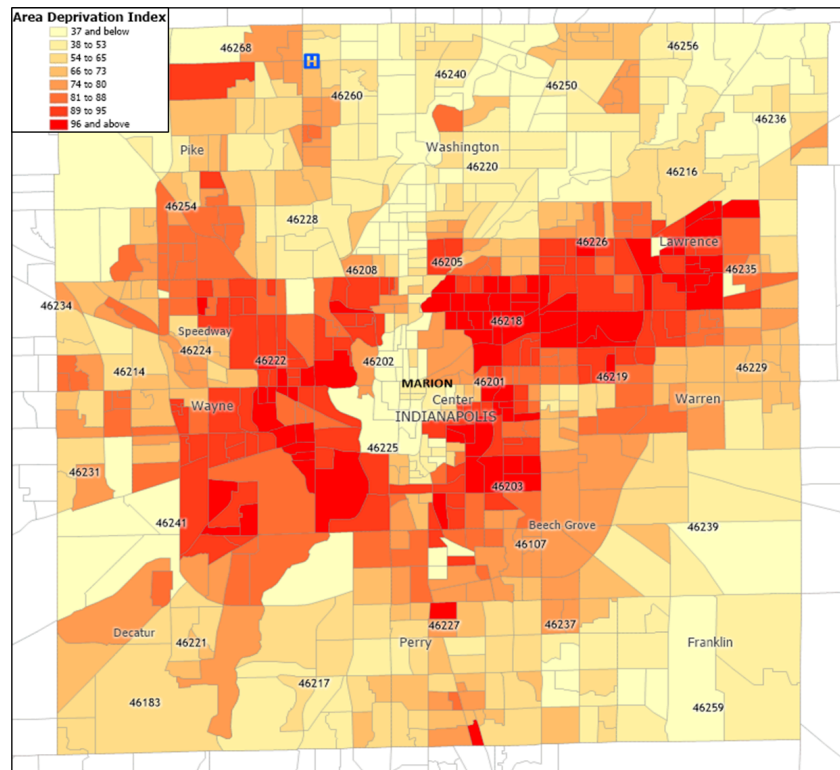 Area Deprivation Index
37 and below
38 to 53
54 to 65
66 to 73
74 to 80
81 to 88
89 to 95
96 and above
46268
46256
H
46240
46250
46260
46236
Pike
Washington
46220
46216
46254
46228
46226
Lawrence
46205
46208
46235
46234
46218
Speedway
46224
46222
46202
46214
46229
46219
MARION
46201
Center
Warren
Wayne
INDIANAPOLIS
46225
46231
46203
46241
Beech Grove
46239
46107
46227
46237
Decatur
46221
Perry
Franklin
46217
46183
46259